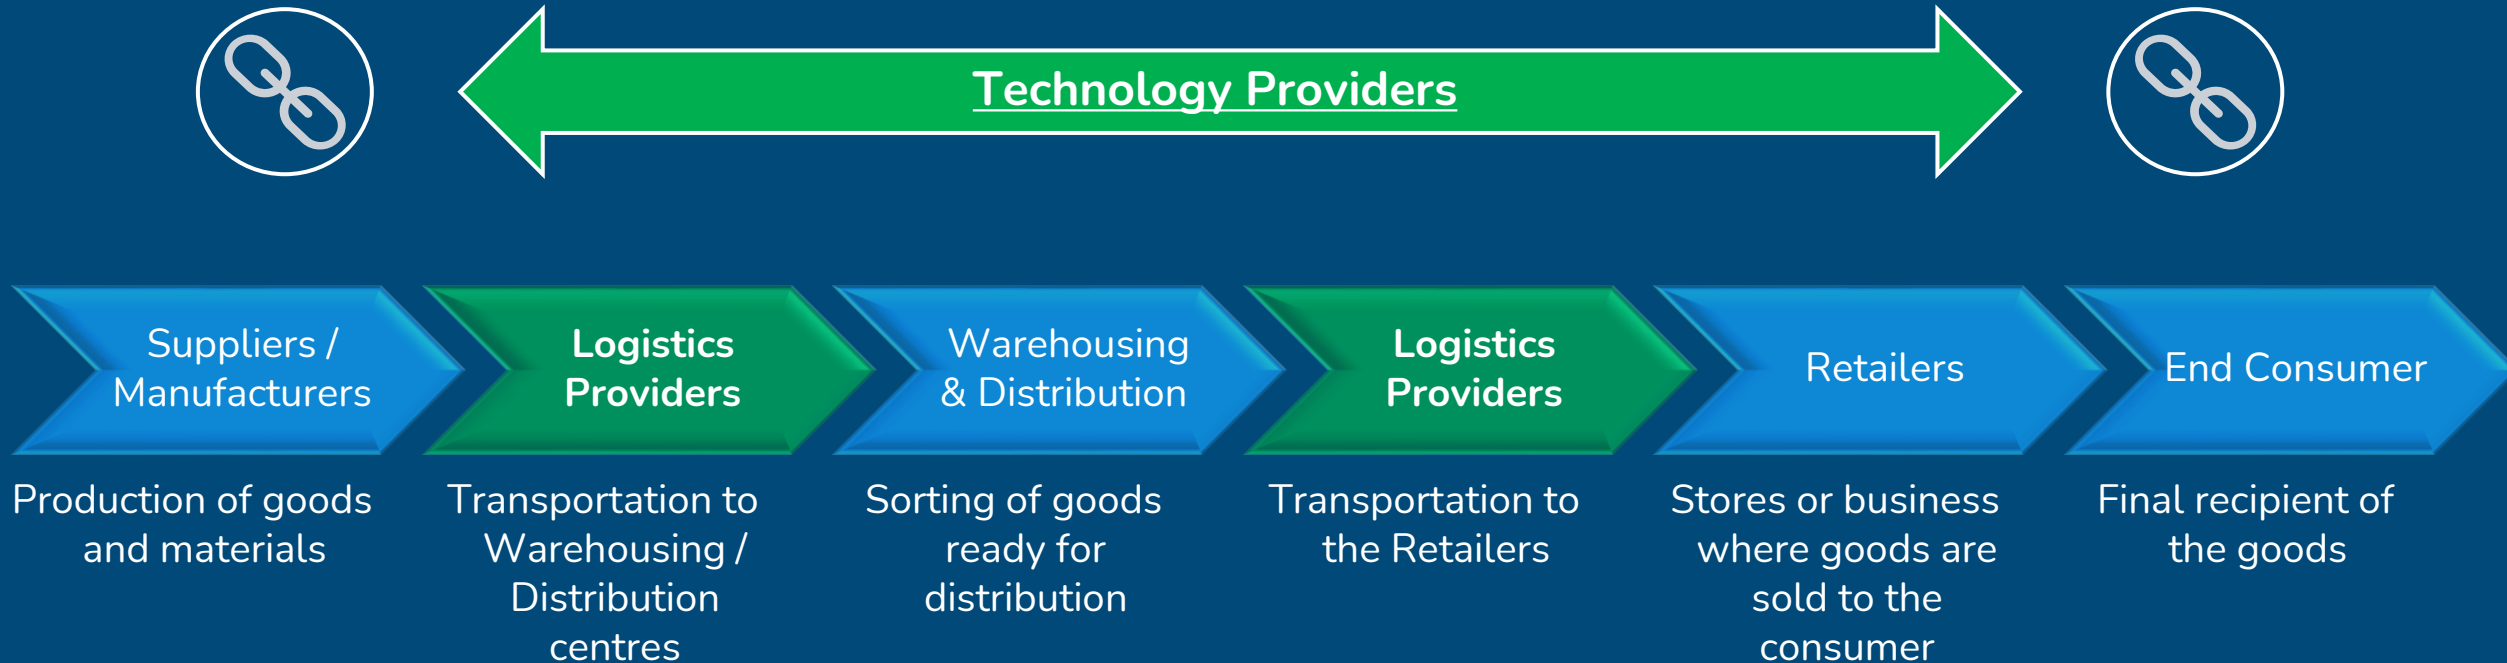 Technology Providers
Suppliers /
Manufacturers
Logistics
Providers
Warehousing
& Distribution
Logistics
Providers
Retailers
End Consumer
Production of goods
and materials
Transportation to
Warehousing /
Distribution
centres
Sorting of goods
ready for
distribution
Transportation to
the Retailers
Stores or business
where goods are
sold to the
consumer
Final recipient of
the goods